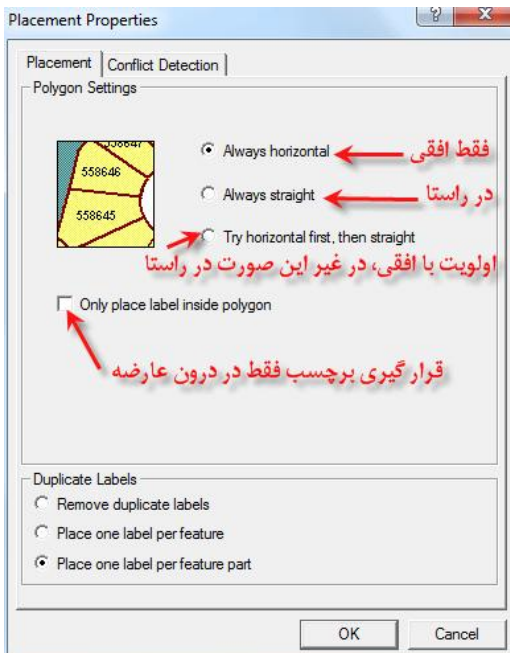 Placement Properties
Placement Conflict Detection
Polygon Settings
558647
558646
558645
Always horizontal فقط افقی
Always straight در راستا
Try horizontal first, then straight
اولویت با افقی، در غیر این صورت در راستا
Only place label inside polygon
قرار گیری برچسب فقط در درون عارضه
Duplicate Labels
Remove duplicate labels
Place one label per feature
Place one label per feature part
OK Cancel